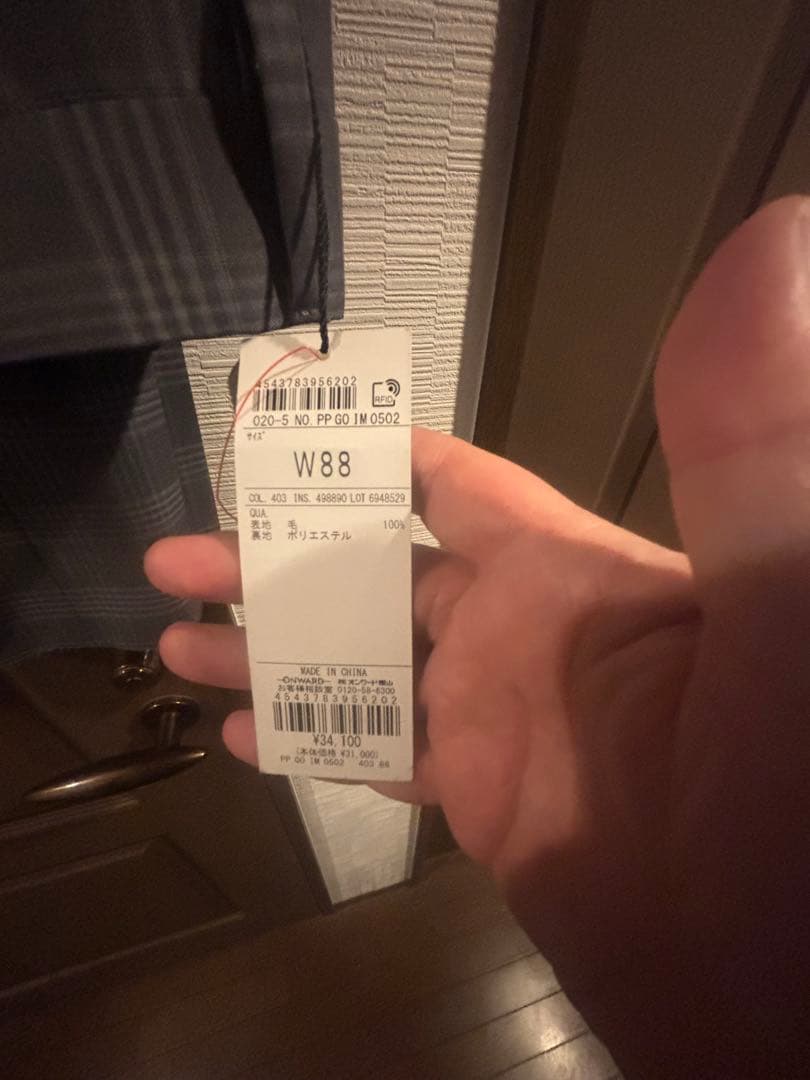 4543783956202
RFID
020-5 NO. PP GO IM 0502
サイズ
W88
COL. 403 INS. 498890 LOT 6948529
QUA.
表地 毛 100%
裏地 ポリエステル
MADE IN CHINA
ONWARD 株式会社オンワード樫山
お客様相談室 0120-58-6300
4543783956202
¥34,100
(本体価格 ¥31,000)
PP GO IM 0502 403 88